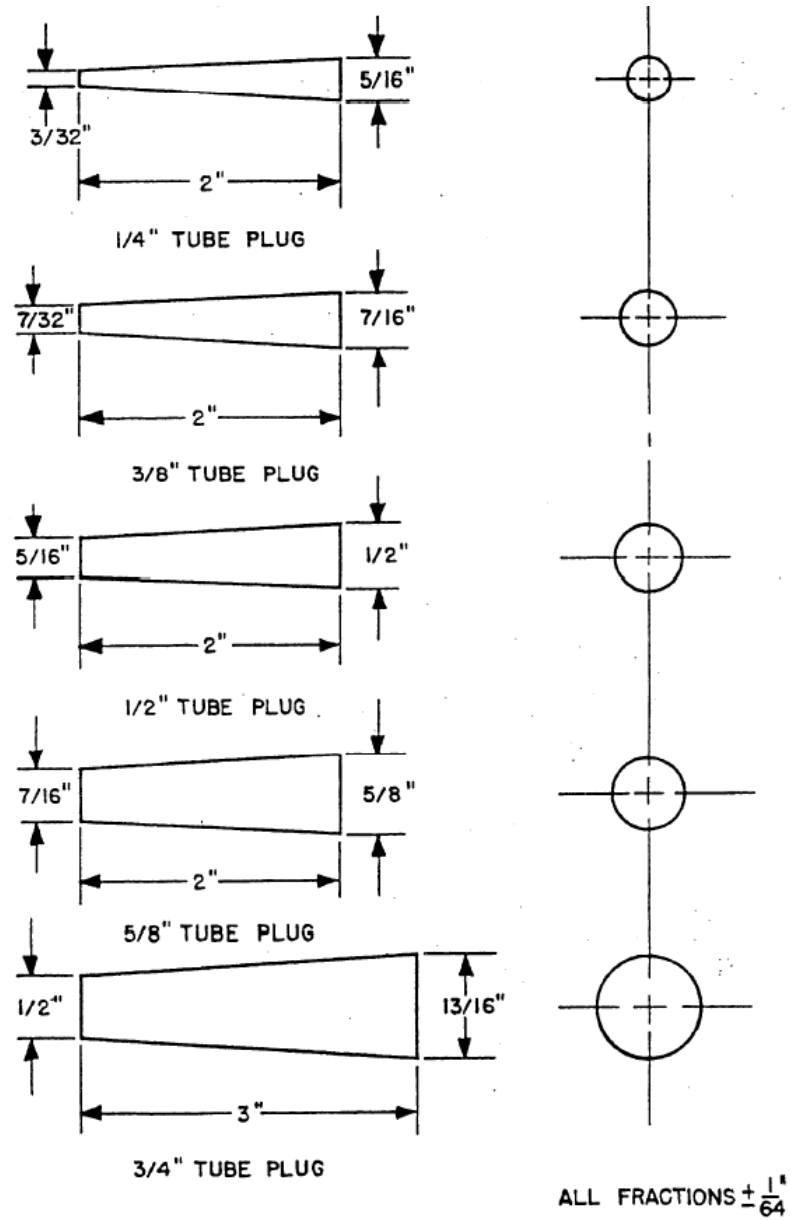 5/16"
3/32"
2"
1/4" TUBE PLUG
7/32"
7/16"
2"
3/8" TUBE PLUG
5/16"
1/2"
2"
1/2" TUBE PLUG
7/16"
5/8"
2"
5/8" TUBE PLUG
1/2"
13/16"
3"
3/4" TUBE PLUG
ALL FRACTIONS ± 1/64"